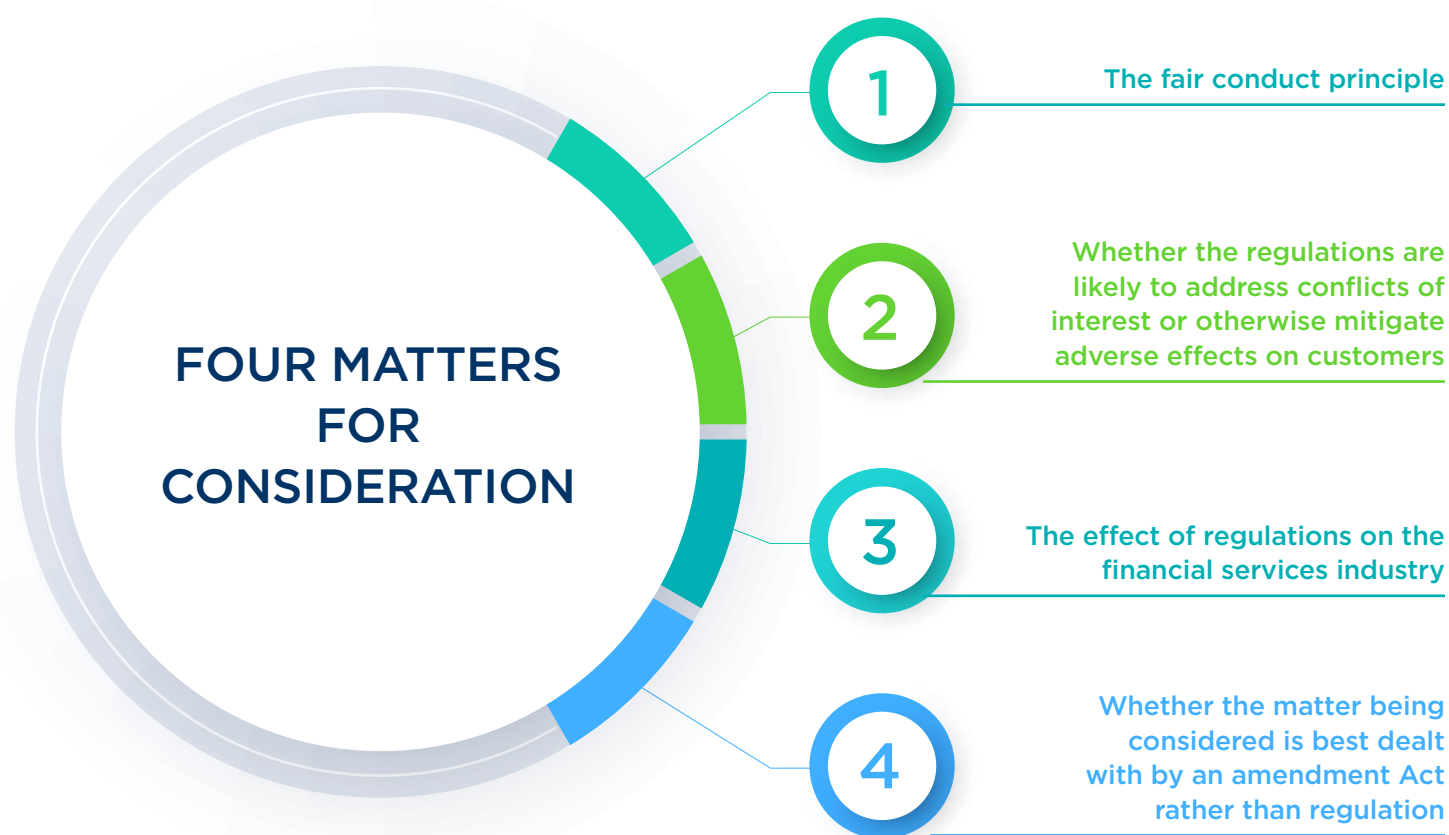 FOUR MATTERS
FOR
CONSIDERATION
1
The fair conduct principle
2
Whether the regulations are
likely to address conflicts of
interest or otherwise mitigate
adverse effects on customers
3
The effect of regulations on the
financial services industry
4
Whether the matter being
considered is best dealt
with by an amendment Act
rather than regulation